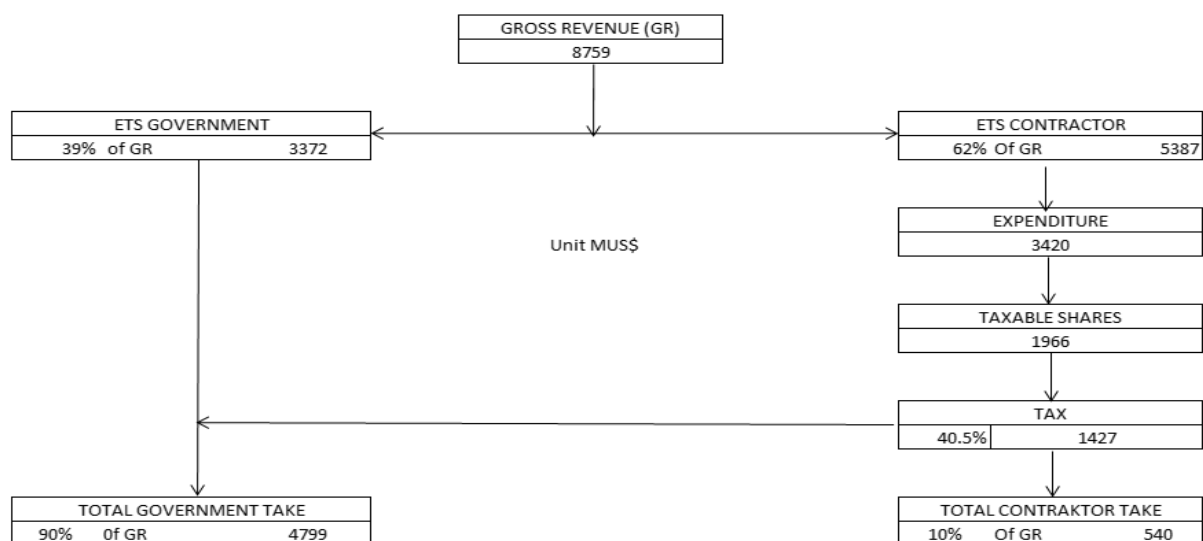 GROSS REVENUE (GR)
8759
ETS GOVERNMENT
39% of GR 3372
ETS CONTRACTOR
62% Of GR 5387
EXPENDITURE
3420
Unit MUS$
TAXABLE SHARES
1966
TAX
40.5% 1427
TOTAL GOVERNMENT TAKE
90% 0f GR 4799
TOTAL CONTRAKTOR TAKE
10% Of GR 540